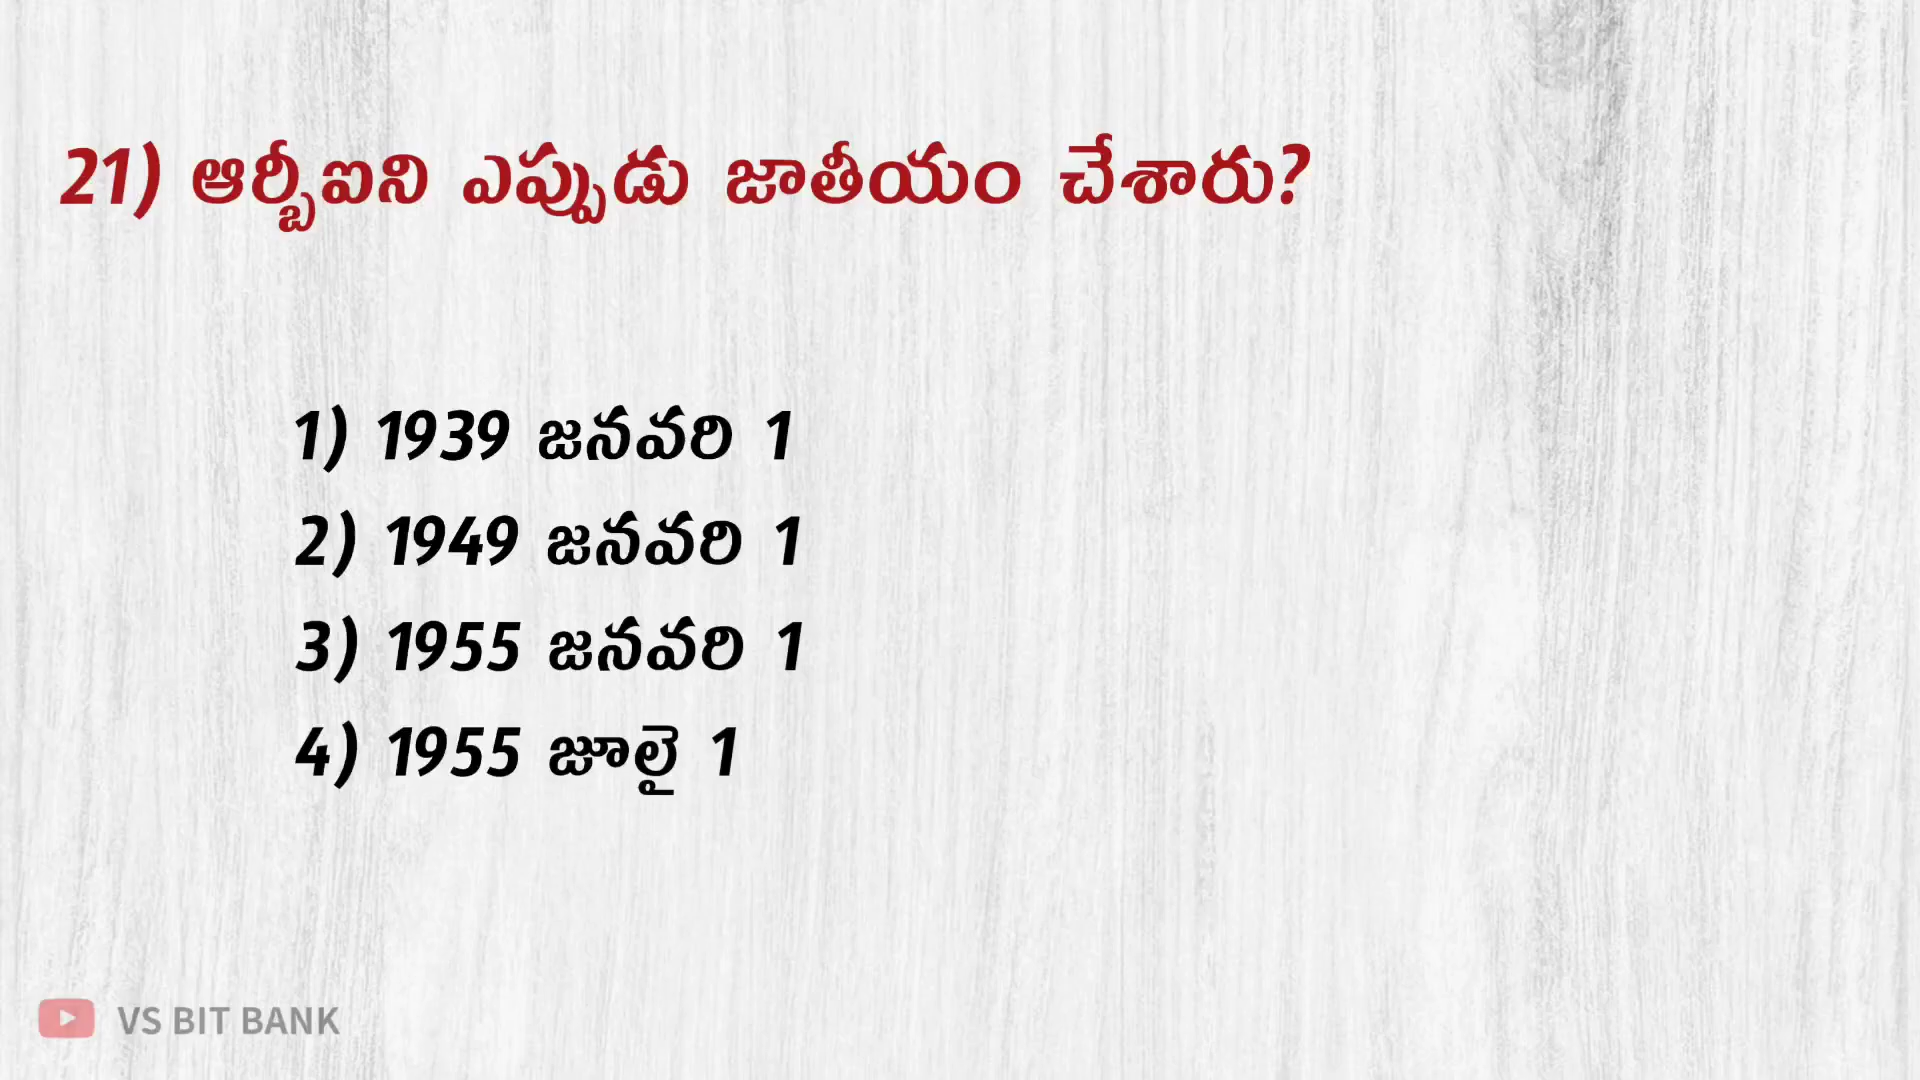 21) ఆర్బీఐని ఎప్పుడు జాతీయం చేశారు?
1) 1939 జనవరి 1
2) 1949 జనవరి 1
3) 1955 జనవరి 1
4) 1955 జూలై 1
VS BIT BANK